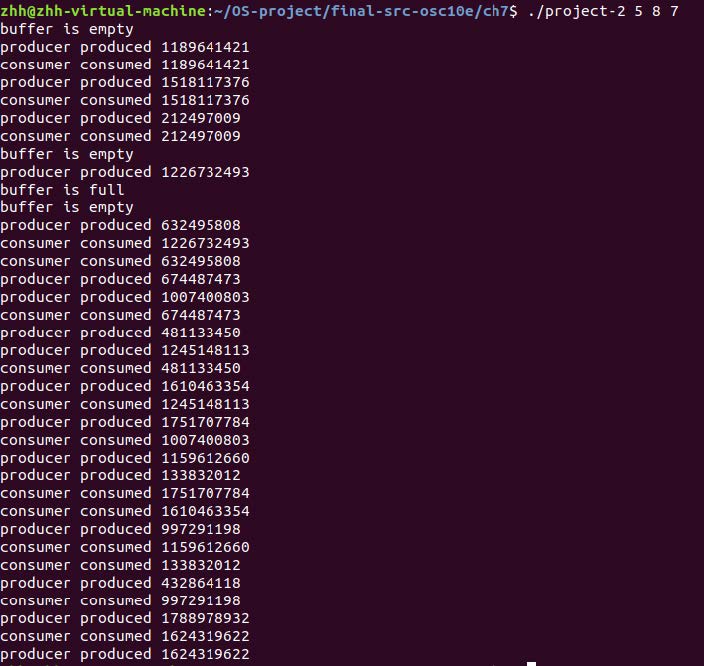 zhh@zhh-virtual-machine:~/OS-project/final-src-osc10e/ch7$ ./project-2 5 8 7
buffer is empty
producer produced 1189641421
consumer consumed 1189641421
producer produced 1518117376
consumer consumed 1518117376
producer produced 212497009
consumer consumed 212497009
buffer is empty
producer produced 1226732493
buffer is full
buffer is empty
producer produced 632495808
consumer consumed 1226732493
consumer consumed 632495808
producer produced 674487473
producer produced 1007400803
consumer consumed 674487473
producer produced 481133450
producer produced 1245148113
consumer consumed 481133450
producer produced 1610463354
consumer consumed 1245148113
producer produced 1751707784
consumer consumed 1007400803
producer produced 1159612660
producer produced 133832012
consumer consumed 1751707784
consumer consumed 1610463354
producer produced 997291198
consumer consumed 1159612660
consumer consumed 133832012
producer produced 432864118
consumer consumed 997291198
producer produced 1788978932
consumer consumed 1624319622
producer produced 1624319622